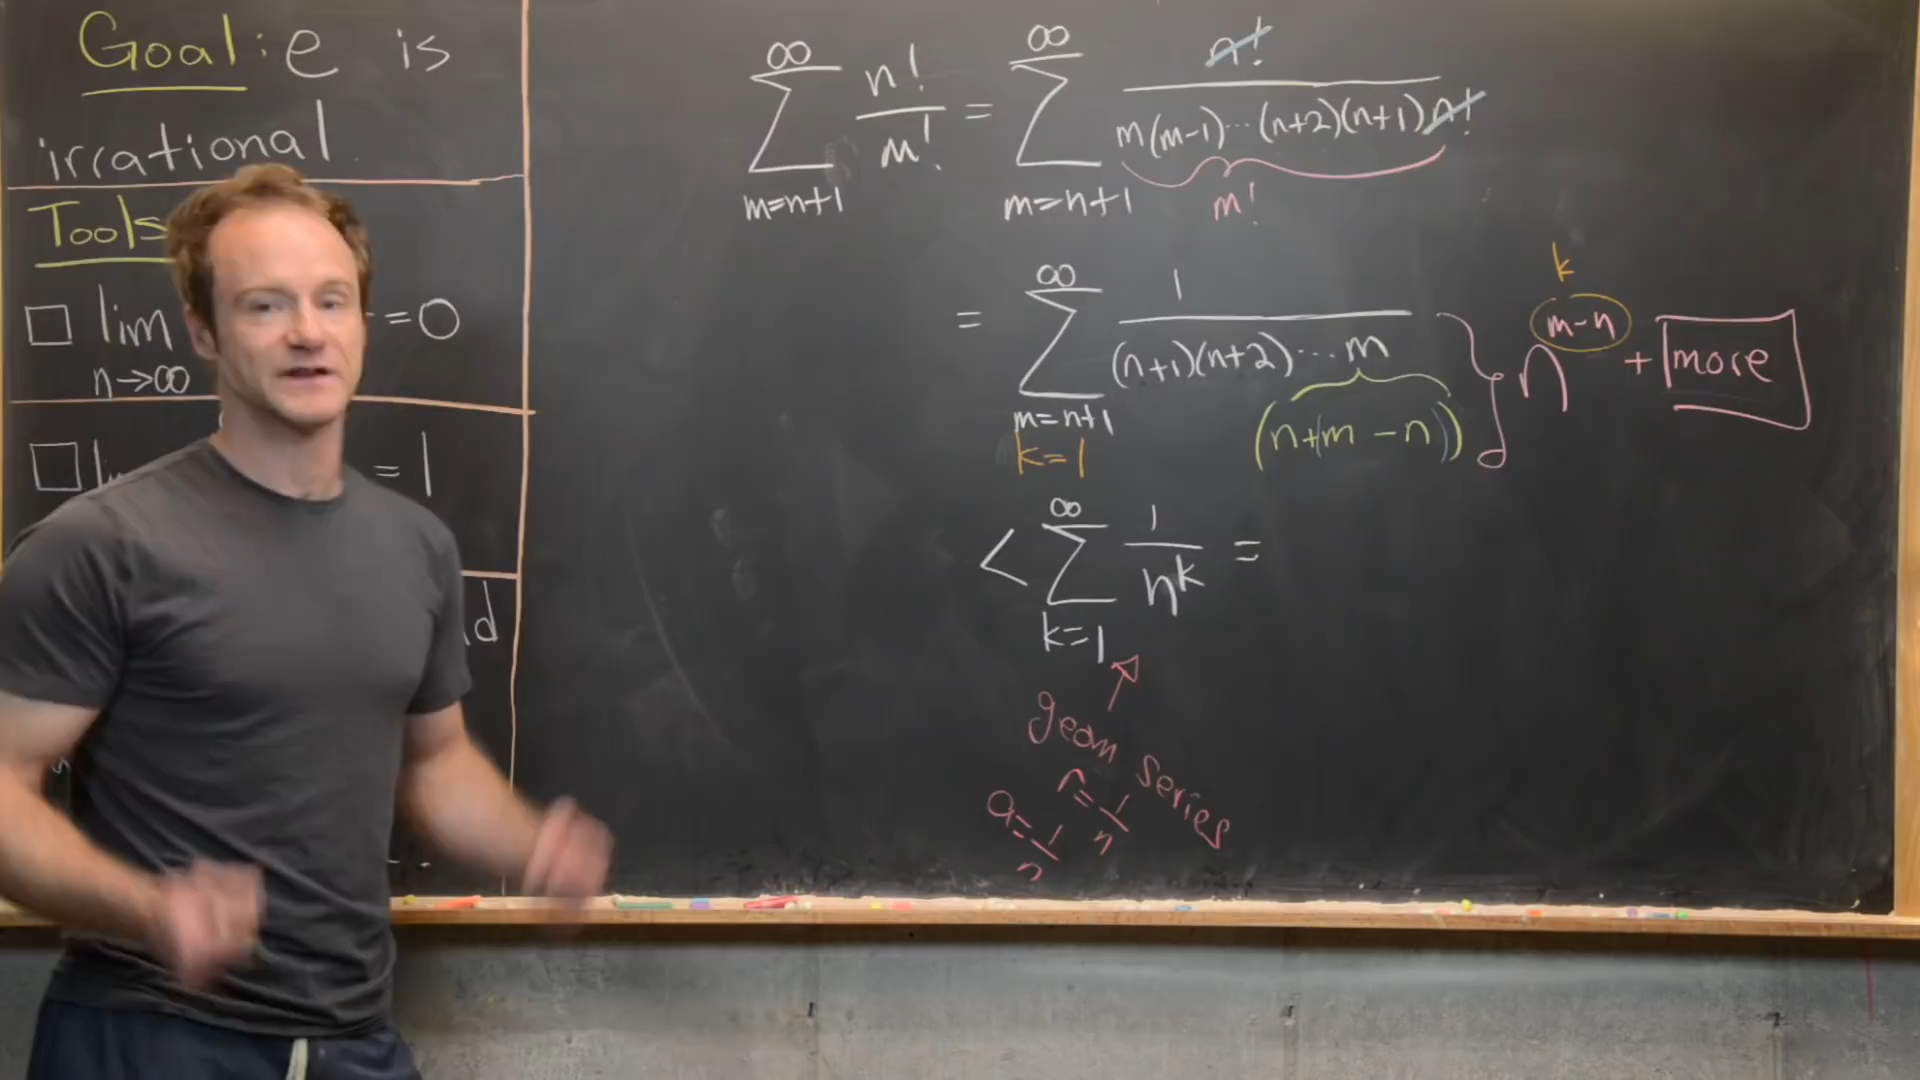 Goal: e is
irrational.
Tools
□ lim = 0
n→∞
□ = 1
∞ ∑ m=n+1 n!/m! = ∞ ∑ m=n+1 n!/m(m-1)...(n+2)(n+1)n!
m!
= ∞ ∑ m=n+1 1/(n+1)(n+2)...m } n^(m-n) + more
k
(n+(m-n))
k=1
< ∞ ∑ k=1 1/n^k =
geom series
a=1/n r=1/n